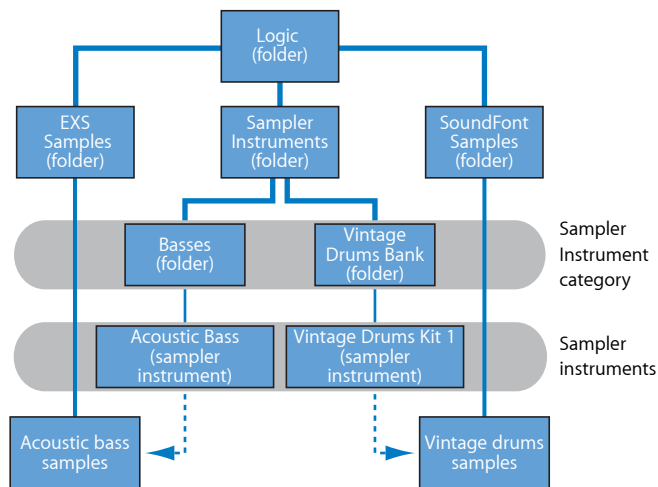 Logic
(folder)
EXS
Samples
(folder)
Sampler
Instruments
(folder)
SoundFont
Samples
(folder)
Basses
(folder)
Vintage
Drums Bank
(folder)
Sampler
Instrument
category
Acoustic Bass
(sampler
instrument)
Vintage Drums Kit 1
(sampler
instrument)
Sampler
instruments
Acoustic bass
samples
Vintage drums
samples